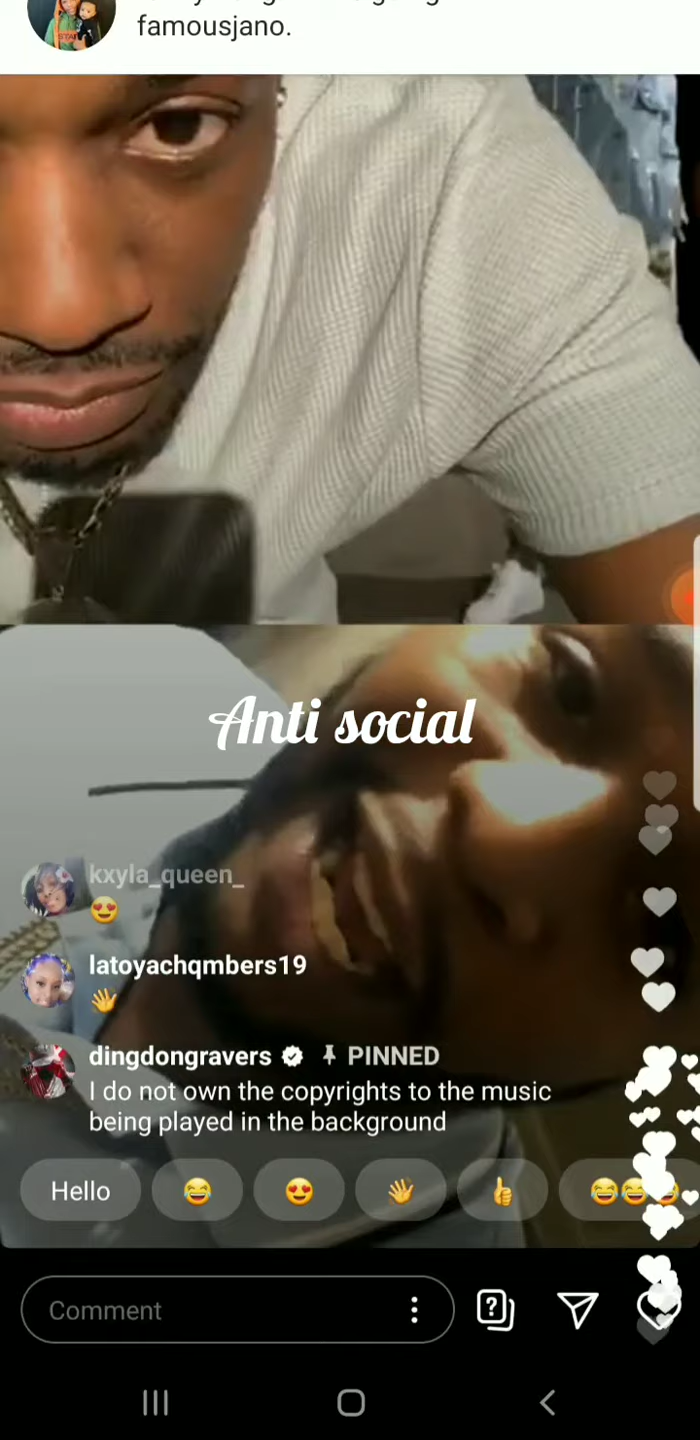 famousjano.
Anti social
kxyla_queen_
😍
latoyachqmbers19
👋
dingdongravers PINNED
I do not own the copyrights to the music
being played in the background
Hello 😂 😍 👋 👍 😂😂😂
Comment